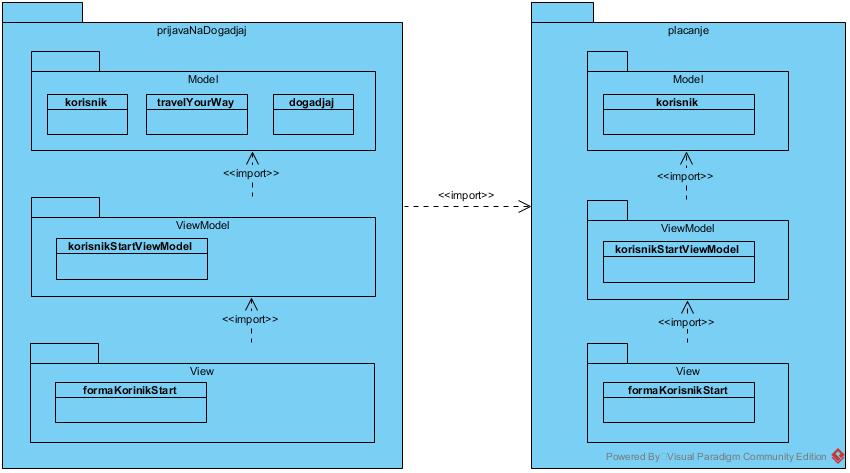 prijavaNaDogadjaj
Model
korisnik
travelYourWay
dogadjaj
<<import>>
ViewModel
korisnikStartViewModel
<<import>>
View
formaKorinikStart
<<import>>
placanje
Model
korisnik
<<import>>
ViewModel
korisnikStartViewModel
<<import>>
View
formaKorisnikStart
Powered By Visual Paradigm Community Edition